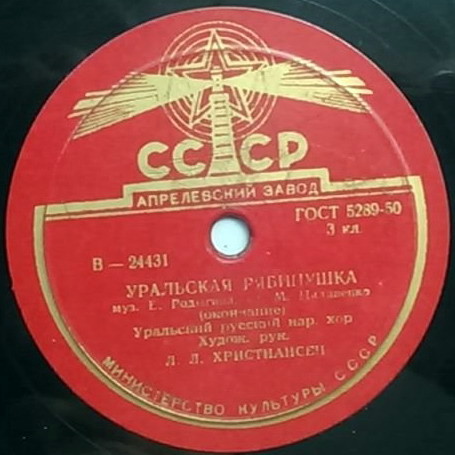 СССР
АПРЕЛЕВСКИЙ ЗАВОД
ГОСТ 5289-50
3 кл.
В — 24431
УРАЛЬСКАЯ РЯБИНУШКА
муз. Е. Родыгина, М. Пилипенко
(окончание)
Уральский русский нар. хор
Худож. рук.
Л. Л. ХРИСТИАНСЕН
МИНИСТЕРСТВО КУЛЬТУРЫ СССР